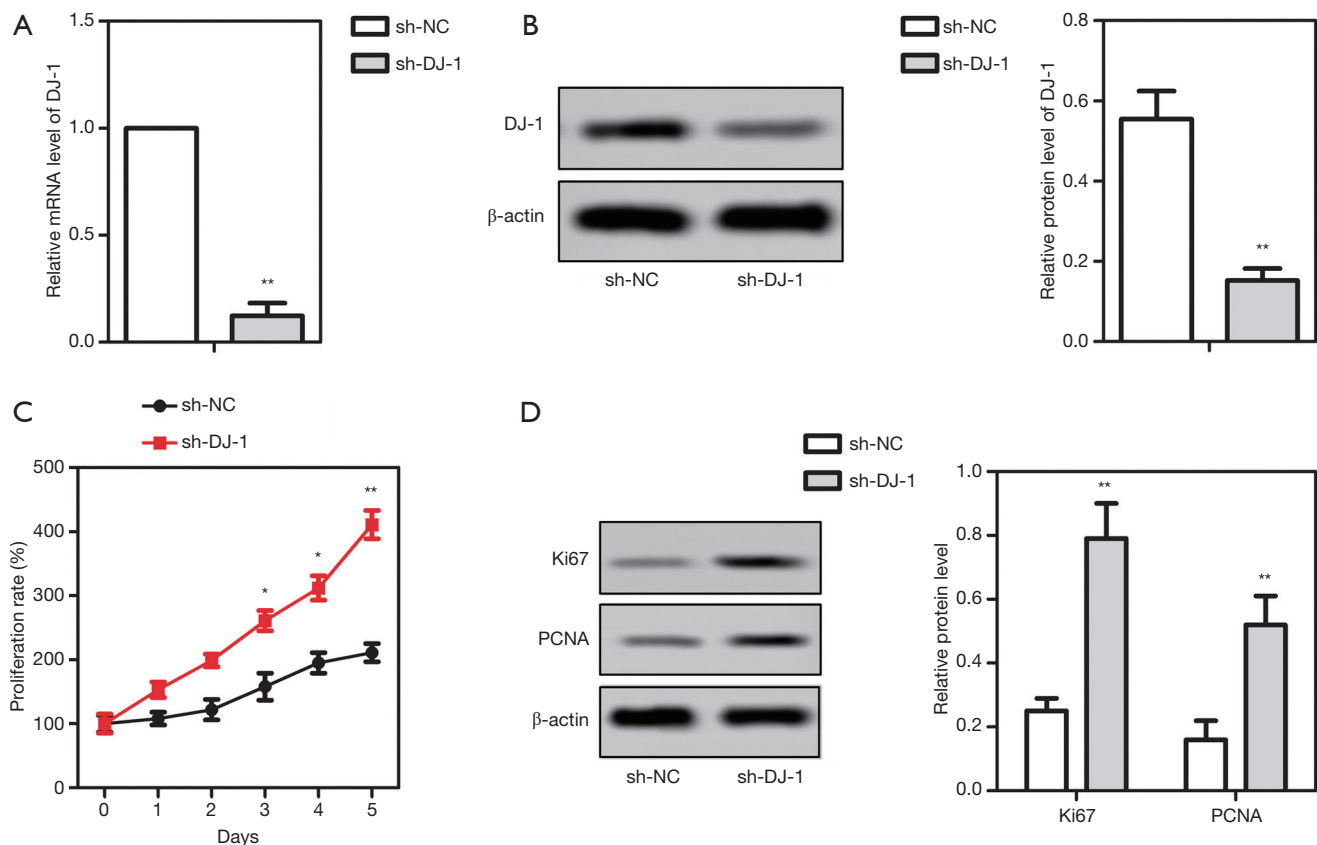 A
Relative mRNA level of DJ-1
1.5
1.0
0.5
0.0
**
sh-NC
sh-DJ-1
B
DJ-1
β-actin
sh-NC
sh-DJ-1
sh-NC
sh-DJ-1
Relative protein level of DJ-1
0.8
0.6
0.4
0.2
0.0
**
C
sh-NC
sh-DJ-1
Proliferation rate (%)
500
400
300
200
100
0
*
*
**
0 1 2 3 4 5
Days
D
sh-NC
sh-DJ-1
Ki67
PCNA
β-actin
sh-NC
sh-DJ-1
Relative protein level
1.0
0.8
0.6
0.4
0.2
0.0
**
**
Ki67 PCNA